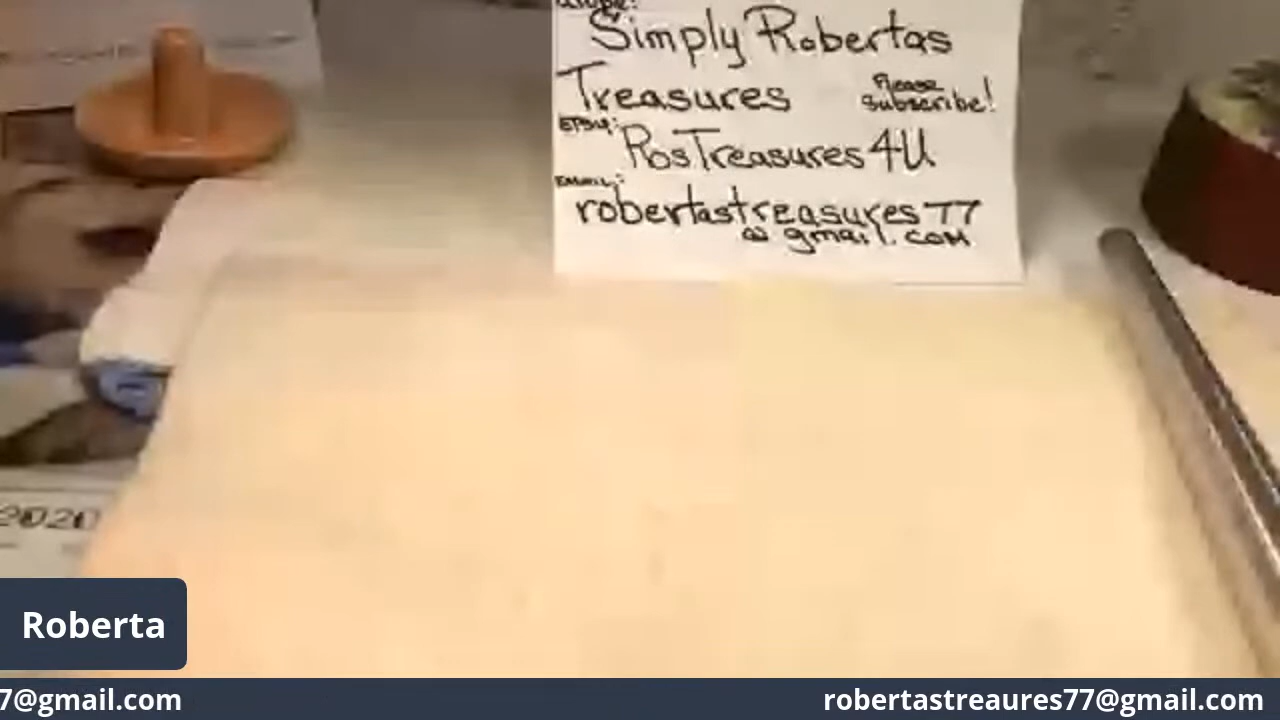 Simply Robertas
Treasures
Please
Subscribe!
ETSY:
RosTreasures4U
EMAIL:
robertastreasures77
@ gmail.com
2020
Roberta
7@gmail.com
robertastreaures77@gmail.com